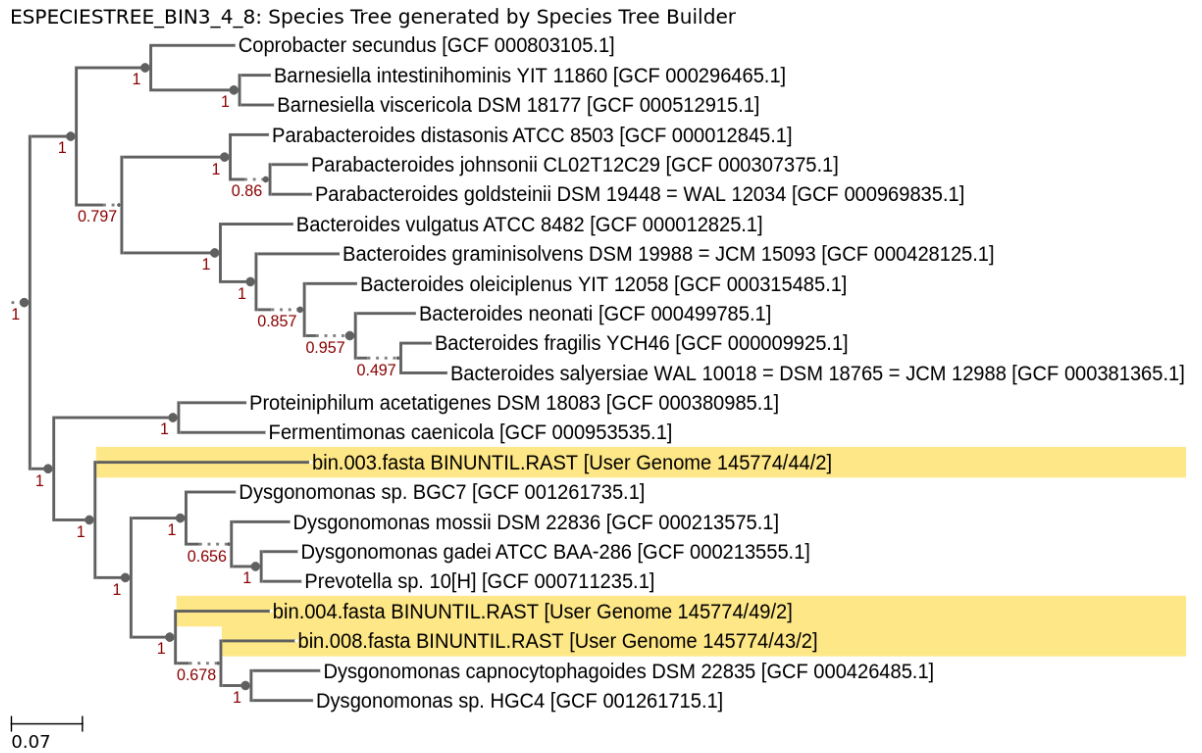 ESPECIESTREE_BIN3_4_8: Species Tree generated by Species Tree Builder
Coprobacter secundus [GCF 000803105.1]
1
Barnesiella intestinihominis YIT 11860 [GCF 000296465.1]
1
Barnesiella viscericola DSM 18177 [GCF 000512915.1]
Parabacteroides distasonis ATCC 8503 [GCF 000012845.1]
1
Parabacteroides johnsonii CL02T12C29 [GCF 000307375.1]
1
0.86
Parabacteroides goldsteinii DSM 19448 = WAL 12034 [GCF 000969835.1]
0.797
Bacteroides vulgatus ATCC 8482 [GCF 000012825.1]
Bacteroides graminisolvens DSM 19988 = JCM 15093 [GCF 000428125.1]
1
Bacteroides oleiciplenus YIT 12058 [GCF 000315485.1]
1
Bacteroides neonati [GCF 000499785.1]
1
0.857
Bacteroides fragilis YCH46 [GCF 000009925.1]
0.957
0.497
Bacteroides salyersiae WAL 10018 = DSM 18765 = JCM 12988 [GCF 000381365.1]
Proteiniphilum acetatigenes DSM 18083 [GCF 000380985.1]
1
Fermentimonas caenicola [GCF 000953535.1]
bin.003.fasta BINUNTIL.RAST [User Genome 145774/44/2]
1
Dysgonomonas sp. BGC7 [GCF 001261735.1]
Dysgonomonas mossii DSM 22836 [GCF 000213575.1]
1
1
Dysgonomonas gadei ATCC BAA-286 [GCF 000213555.1]
0.656
1
Prevotella sp. 10[H] [GCF 000711235.1]
1
bin.004.fasta BINUNTIL.RAST [User Genome 145774/49/2]
bin.008.fasta BINUNTIL.RAST [User Genome 145774/43/2]
1
0.678
Dysgonomonas capnocytophagoides DSM 22835 [GCF 000426485.1]
1
Dysgonomonas sp. HGC4 [GCF 001261715.1]
0.07